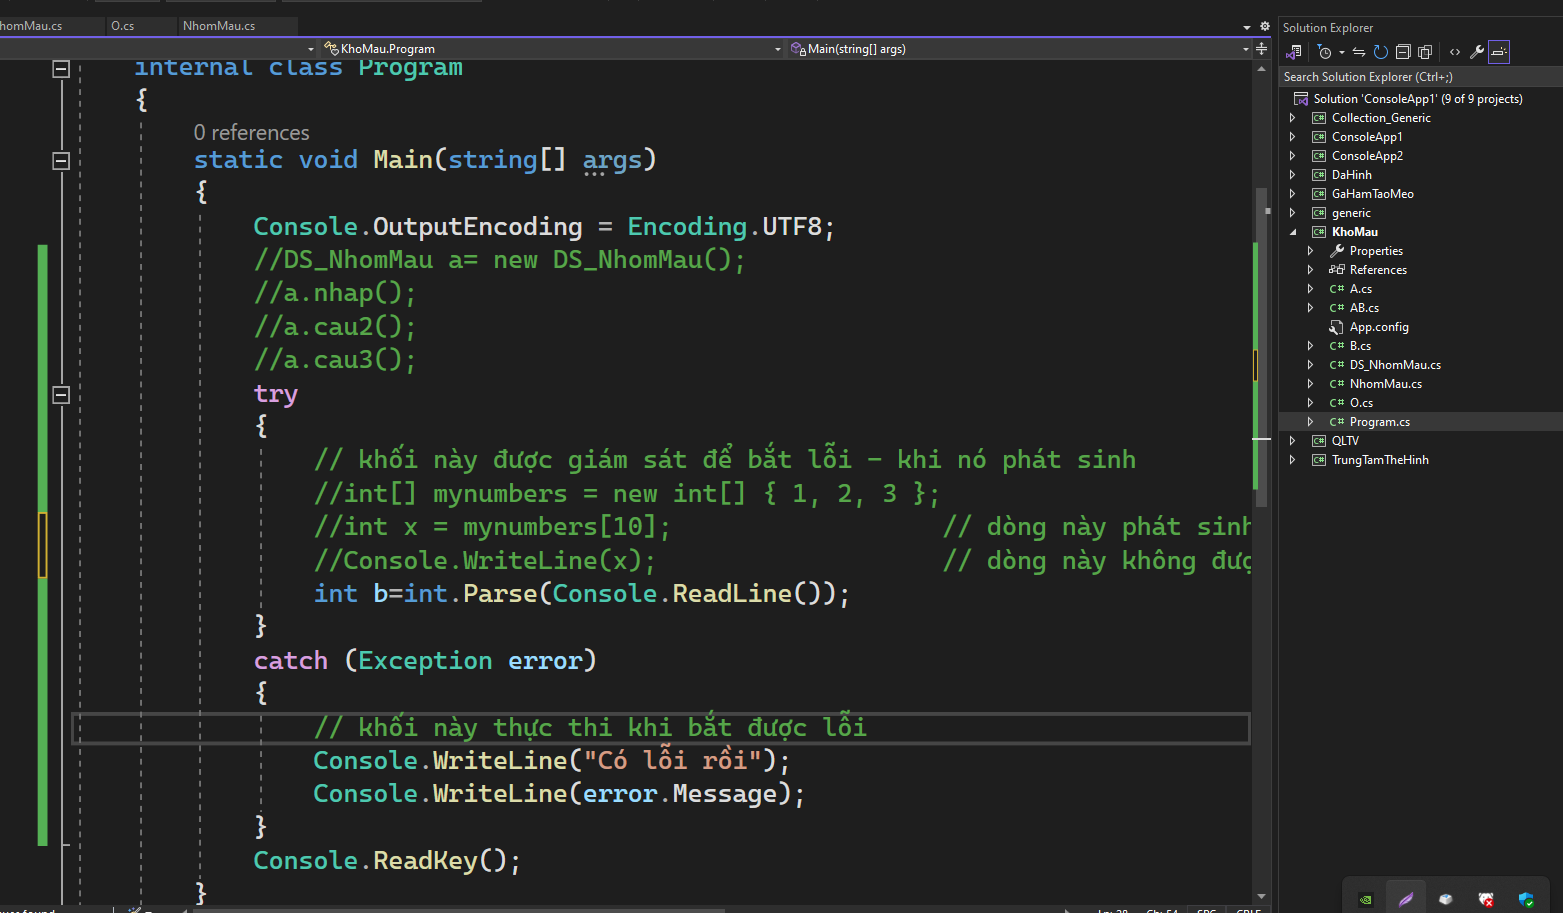 homMau.cs O.cs NhomMau.cs
KhoMau.Program Main(string[] args)
internal class Program
{
0 references
static void Main(string[] args)
{
Console.OutputEncoding = Encoding.UTF8;
//DS_NhomMau a= new DS_NhomMau();
//a.nhap();
//a.cau2();
//a.cau3();
try
{
// khối này được giám sát để bắt lỗi - khi nó phát sinh
//int[] mynumbers = new int[] { 1, 2, 3 };
//int x = mynumbers[10]; // dòng này phát sinh
//Console.WriteLine(x); // dòng này không đượ
int b=int.Parse(Console.ReadLine());
}
catch (Exception error)
{
// khối này thực thi khi bắt được lỗi
Console.WriteLine("Có lỗi rồi");
Console.WriteLine(error.Message);
}
Console.ReadKey();
}
Solution Explorer
Search Solution Explorer (Ctrl+;)
Solution 'ConsoleApp1' (9 of 9 projects)
C# Collection_Generic
C# ConsoleApp1
C# ConsoleApp2
C# DaHinh
C# GaHamTaoMeo
C# generic
C# KhoMau
Properties
References
C# A.cs
C# AB.cs
App.config
C# B.cs
C# DS_NhomMau.cs
C# NhomMau.cs
C# O.cs
C# Program.cs
C# QLTV
C# TrungTamTheHinh